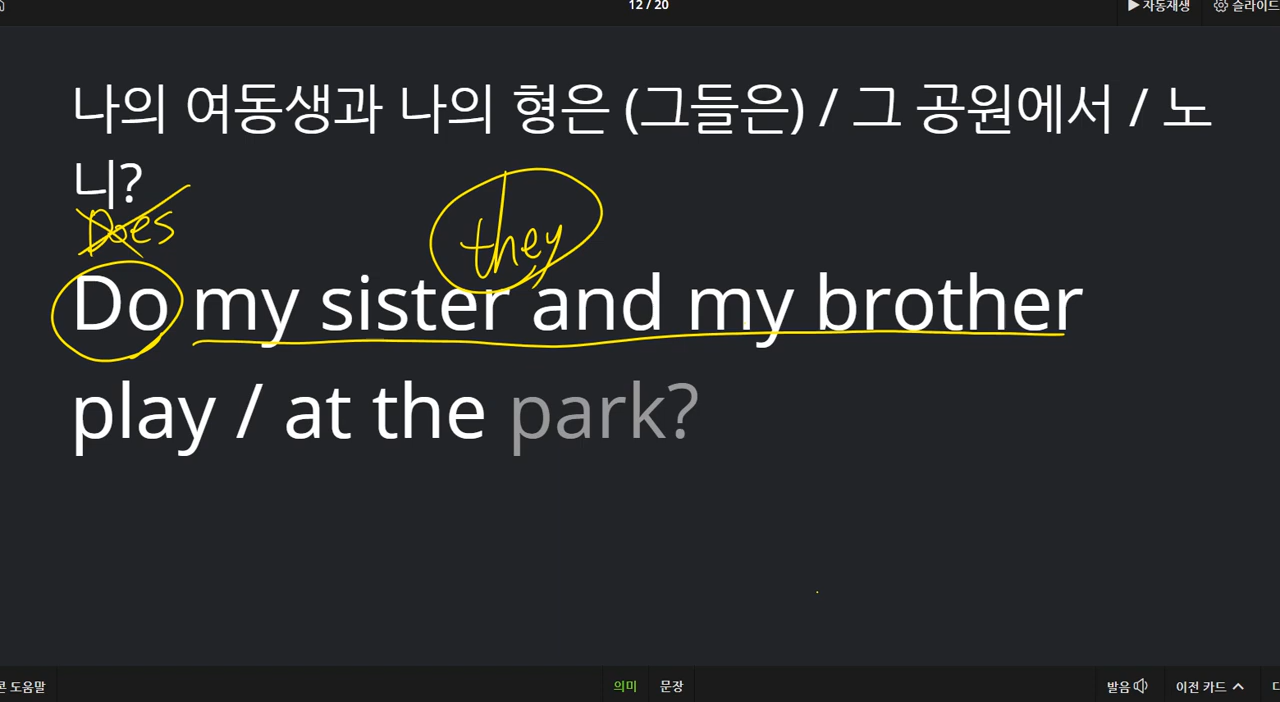 12 / 20
▶자동재생
슬라이드
나의 여동생과 나의 형은 (그들은) / 그 공원에서 / 노
니?
Does
they
Do my sister and my brother
play / at the park?
도움말
의미
문장
발음
이전 카드